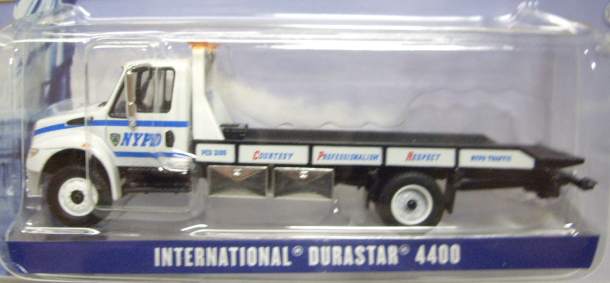 NYPD
COURTESY PROFESSIONALISM RESPECT NYPD TRAFFIC
INTERNATIONAL® DURASTAR® 4400